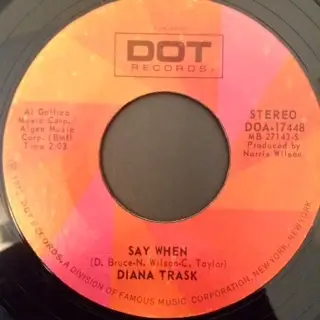 DOT
RECORDS
Al Gallico
Music Corp.
Algee Music
Corp. (BMI)
Time 2:03
STEREO
DOA-17448
MB 27143-S
Produced by
Norris Wilson
SAY WHEN
(D. Bruce-N. Wilson-C. Taylor)
DIANA TRASK
DOT RECORDS, A DIVISION OF FAMOUS MUSIC CORPORATION, NEW YORK, NEW